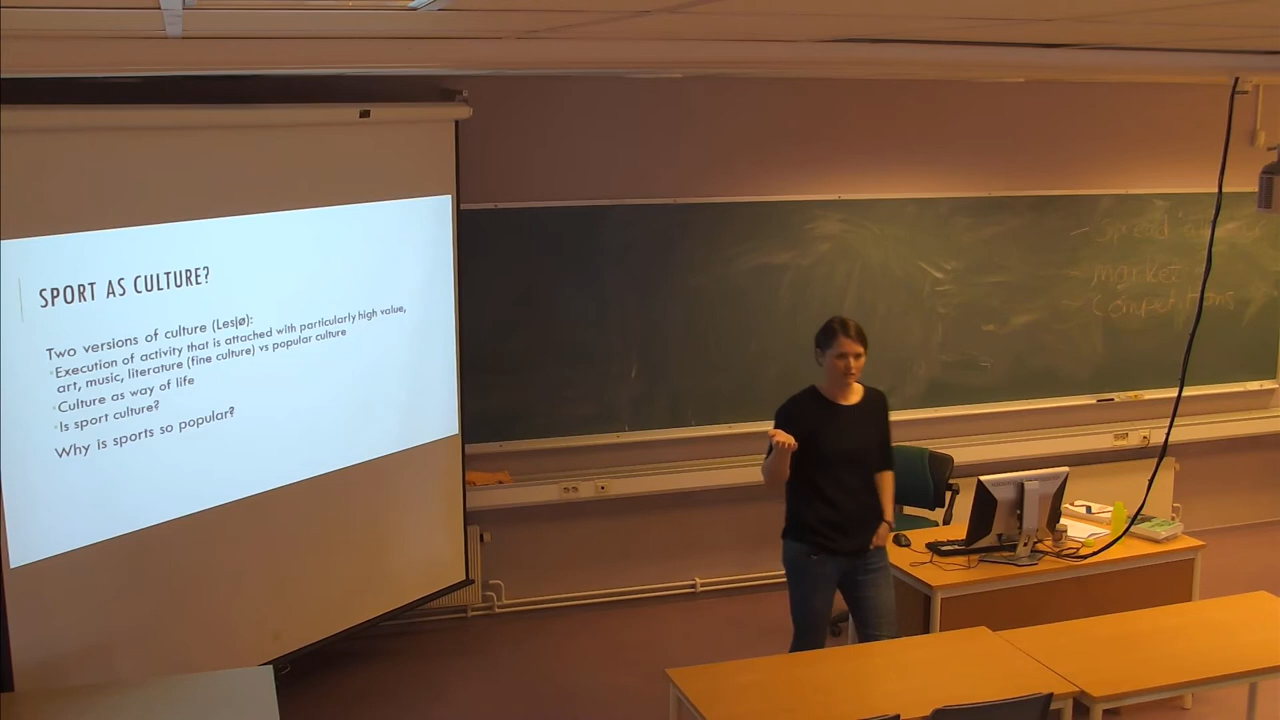 SPORT AS CULTURE?
Two versions of culture (Lesjø):
Execution of activity that is attached with particularly high value,
art, music, literature (fine culture) vs popular culture
Culture as way of life
Is sport culture?
Why is sports so popular?
- Spread
market
Competitions